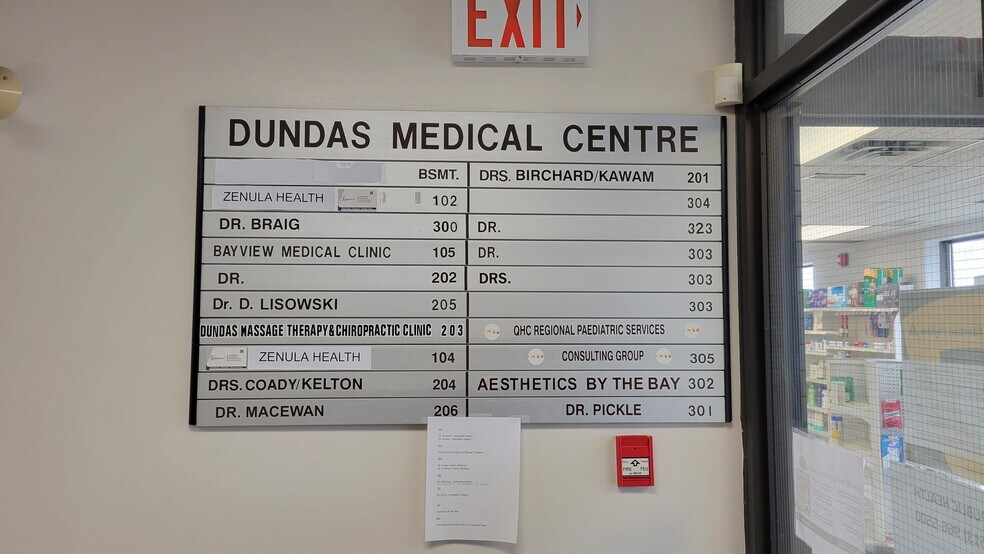 EXIT
DUNDAS MEDICAL CENTRE
BSMT.
ZENULA HEALTH 102
DR. BRAIG 300
BAYVIEW MEDICAL CLINIC 105
DR. 202
Dr. D. LISOWSKI 205
DUNDAS MASSAGE THERAPY&CHIROPRACTIC CLINIC 203
ZENULA HEALTH 104
DRS. COADY/KELTON 204
DR. MACEWAN 206
DRS. BIRCHARD/KAWAM 201
304
DR. 323
DR. 303
DRS. 303
303
QHC REGIONAL PAEDIATRIC SERVICES
CONSULTING GROUP 305
AESTHETICS BY THE BAY 302
DR. PICKLE 301
FIRE